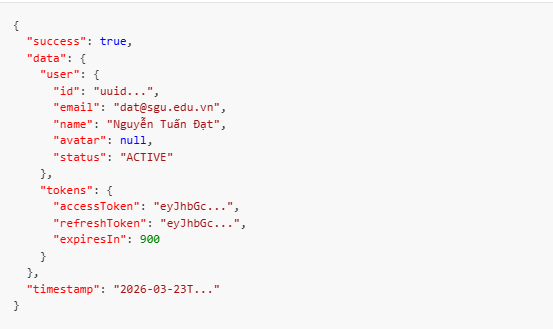 {
  "success": true,
  "data": {
    "user": {
      "id": "uuid...",
      "email": "dat@sgu.edu.vn",
      "name": "Nguyễn Tuấn Đạt",
      "avatar": null,
      "status": "ACTIVE"
    },
    "tokens": {
      "accessToken": "eyJhbGc...",
      "refreshToken": "eyJhbGc...",
      "expiresIn": 900
    }
  },
  "timestamp": "2026-03-23T..."
}